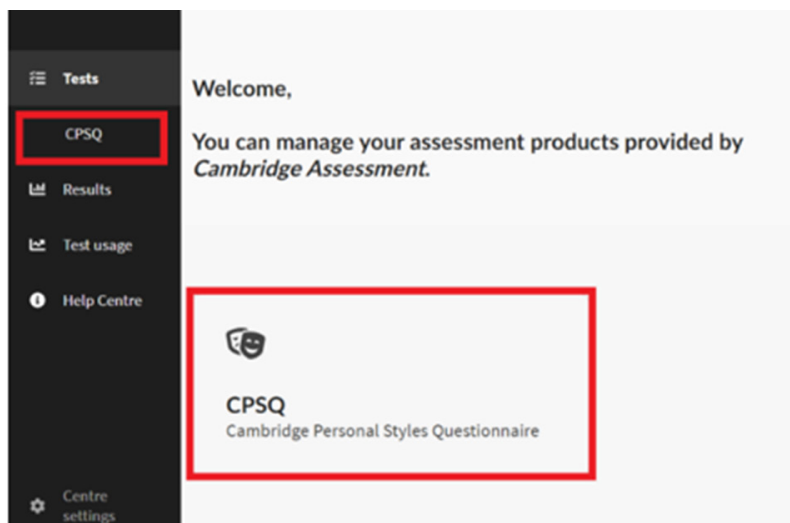 Tests
CPSQ
Results
Test usage
Help Centre
Centre
settings
Welcome,
You can manage your assessment products provided by
Cambridge Assessment.
CPSQ
Cambridge Personal Styles Questionnaire